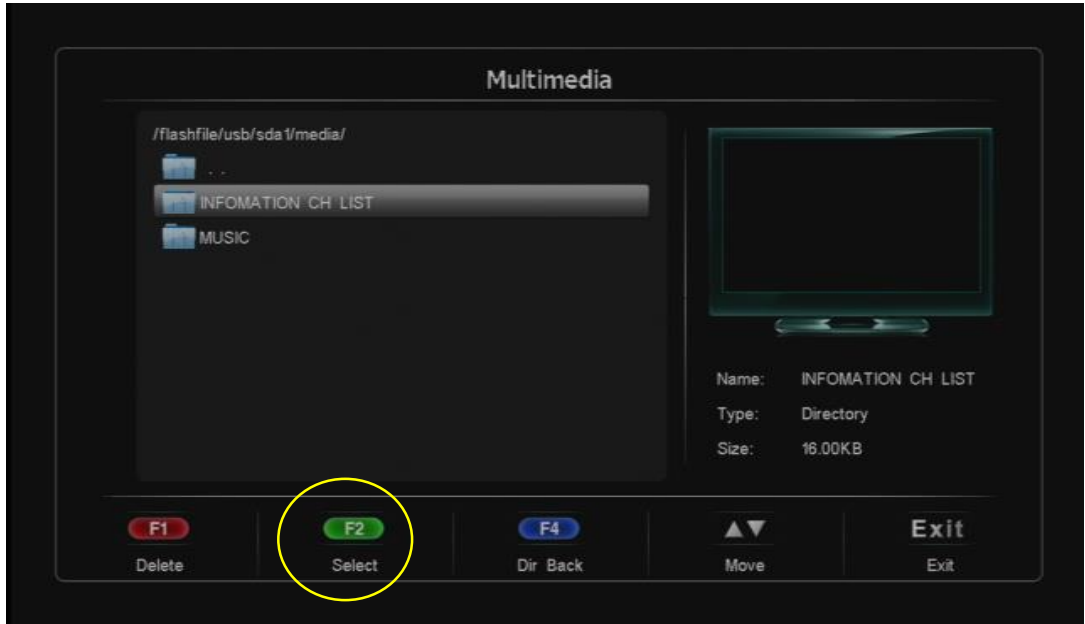 Multimedia
/flashfile/usb/sda1/media/
. .
INFOMATION CH LIST
MUSIC
Name: INFOMATION CH LIST
Type: Directory
Size: 16.00KB
F1 F2 F4 ▲▼ Exit
Delete Select Dir Back Move Exit